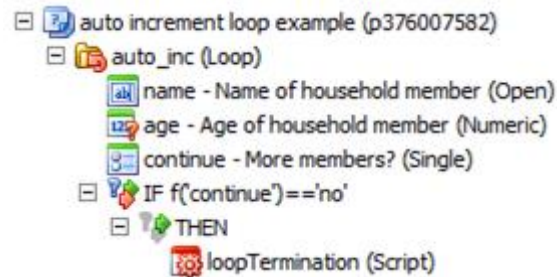 auto increment loop example (p376007582)
auto_inc (Loop)
name - Name of household member (Open)
age - Age of household member (Numeric)
continue - More members? (Single)
IF f('continue')=='no'
THEN
loopTermination (Script)